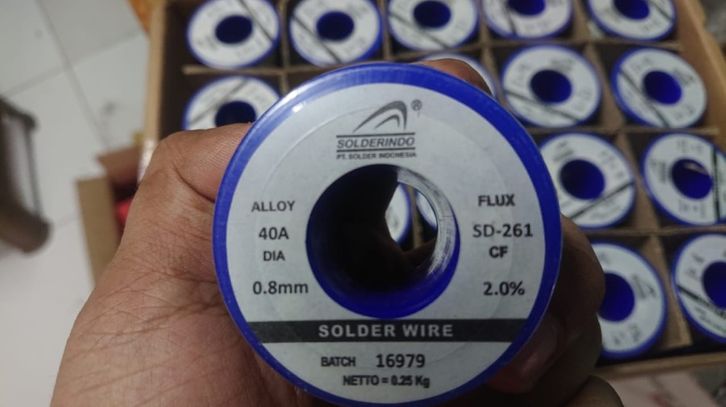 ®
SOLDERINDO
PT. SOLDER INDONESIA
ALLOY
40A
DIA
0.8mm
FLUX
SD-261
CF
2.0%
SOLDER WIRE
BATCH 16979
NETTO = 0.25 Kg